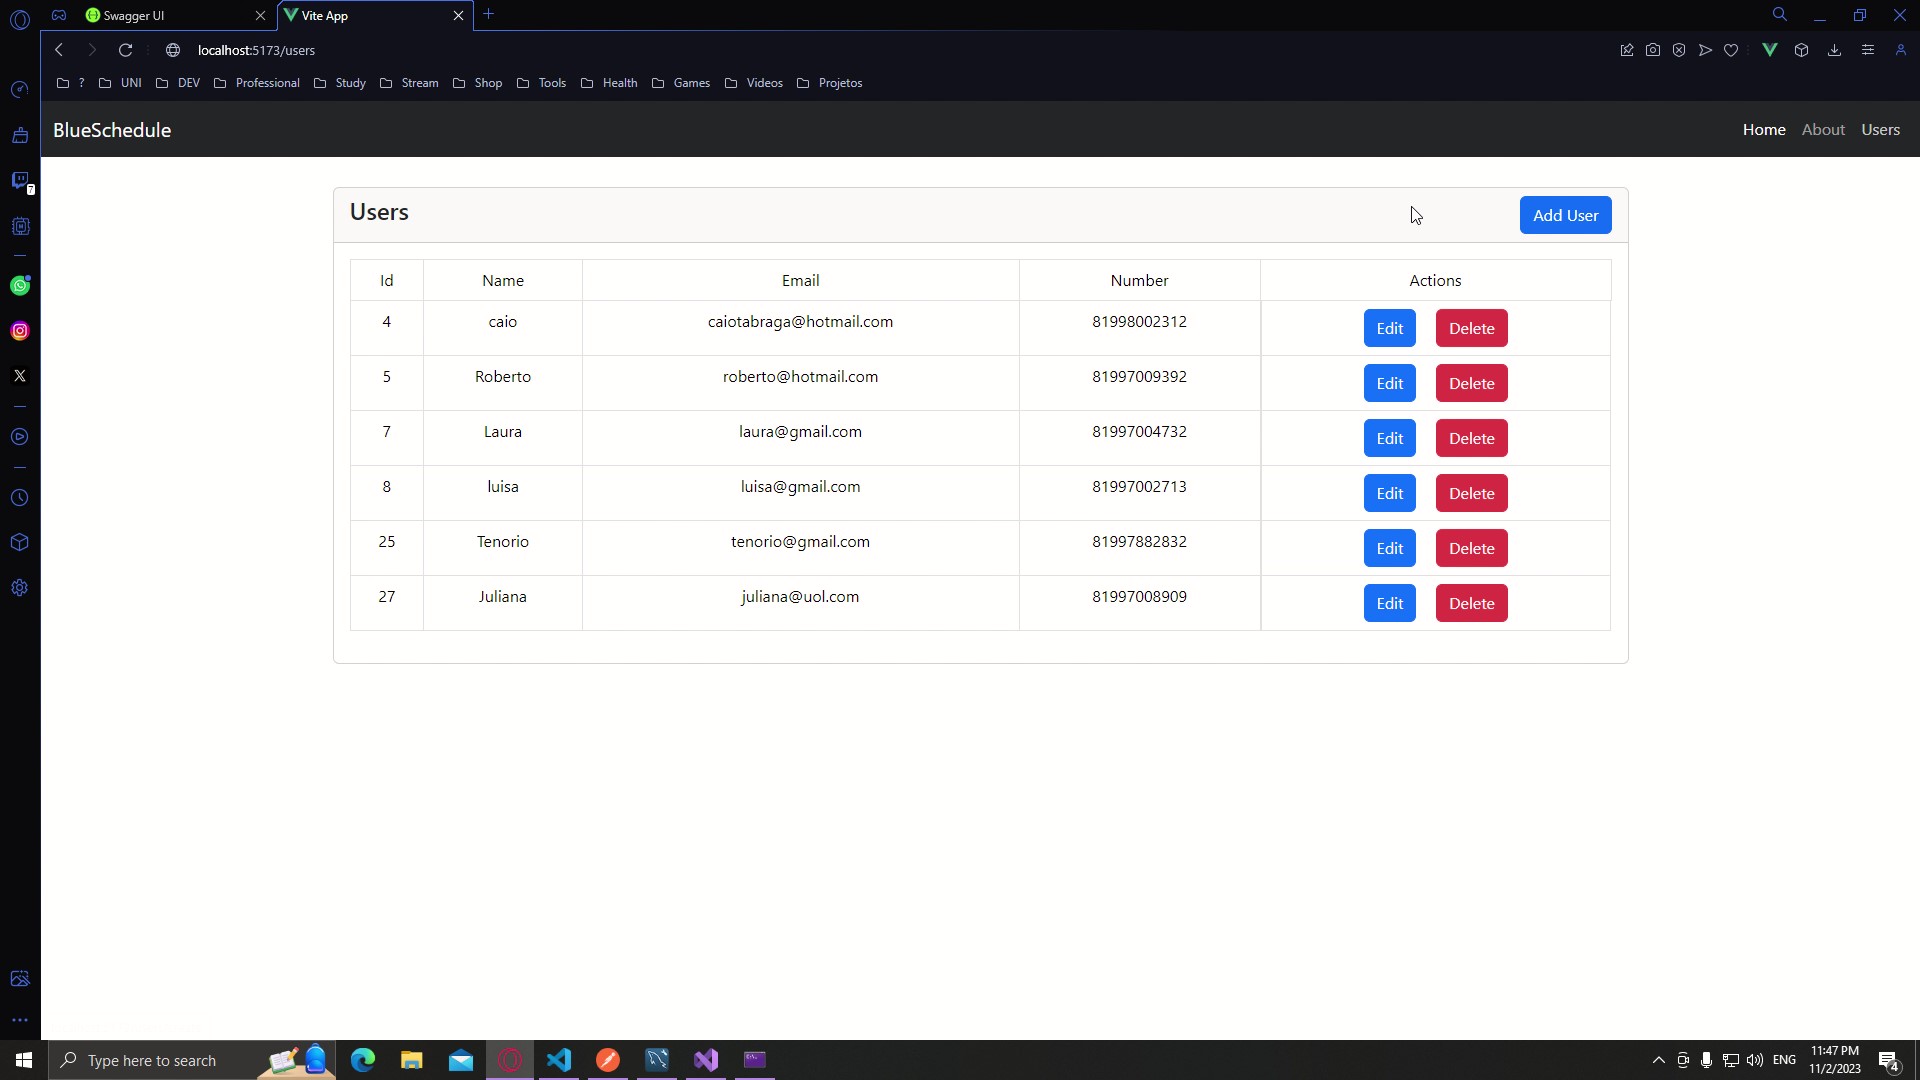 Swagger UI
Vite App
localhost:5173/users
? UNI DEV Professional Study Stream Shop Tools Health Games Videos Projetos
BlueSchedule Home About Users
7
Users Add User
Id Name Email Number Actions
4 caio caiotabraga@hotmail.com 81998002312 Edit Delete
5 Roberto roberto@hotmail.com 81997009392 Edit Delete
7 Laura laura@gmail.com 81997004732 Edit Delete
8 luisa luisa@gmail.com 81997002713 Edit Delete
25 Tenorio tenorio@gmail.com 81997882832 Edit Delete
27 Juliana juliana@uol.com 81997008909 Edit Delete
Type here to search
ENG
11:47 PM
11/2/2023
4